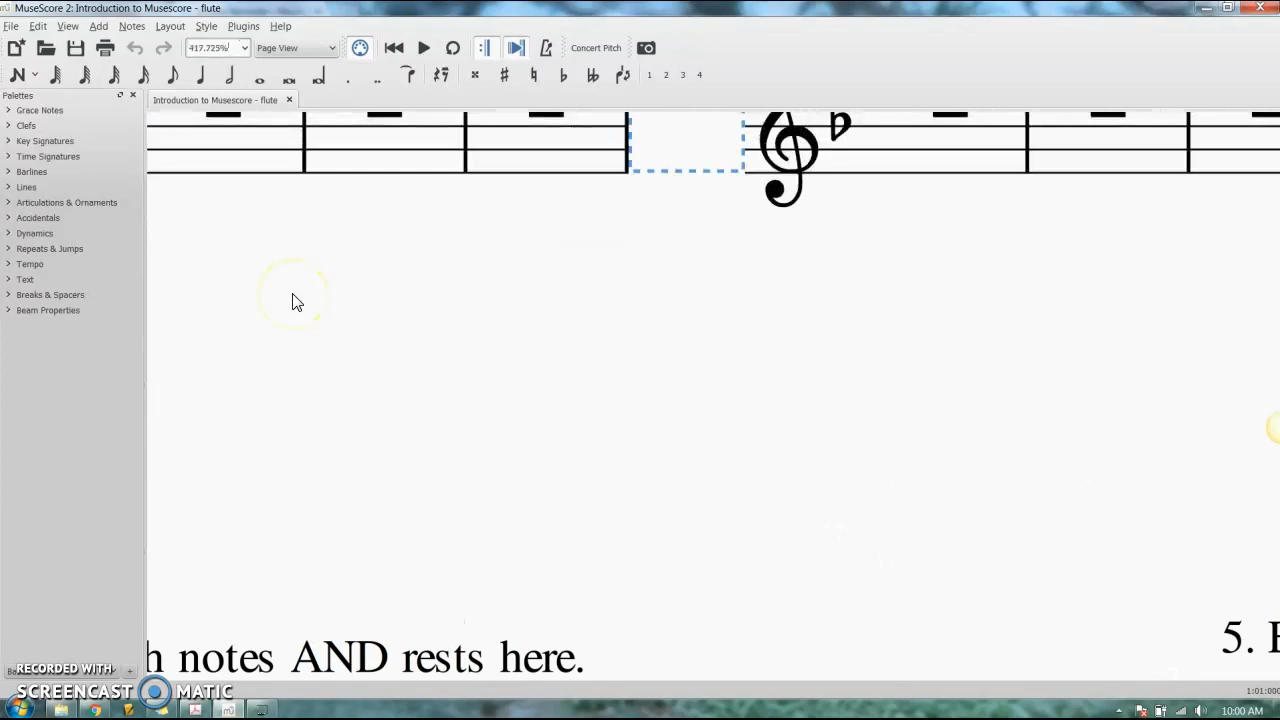 MuseScore 2: Introduction to Musescore - flute
File Edit View Add Notes Layout Style Plugins Help
417.725% Page View Concert Pitch
1 2 3 4
Palettes
Introduction to Musescore - flute
Grace Notes
Clefs
Key Signatures
Time Signatures
Barlines
Lines
Articulations & Ornaments
Accidentals
Dynamics
Repeats & Jumps
Tempo
Text
Breaks & Spacers
Beam Properties
5. E
h notes AND rests here.
RECORDED WITH
SCREENCAST MATIC
1:01:000
10:00 AM